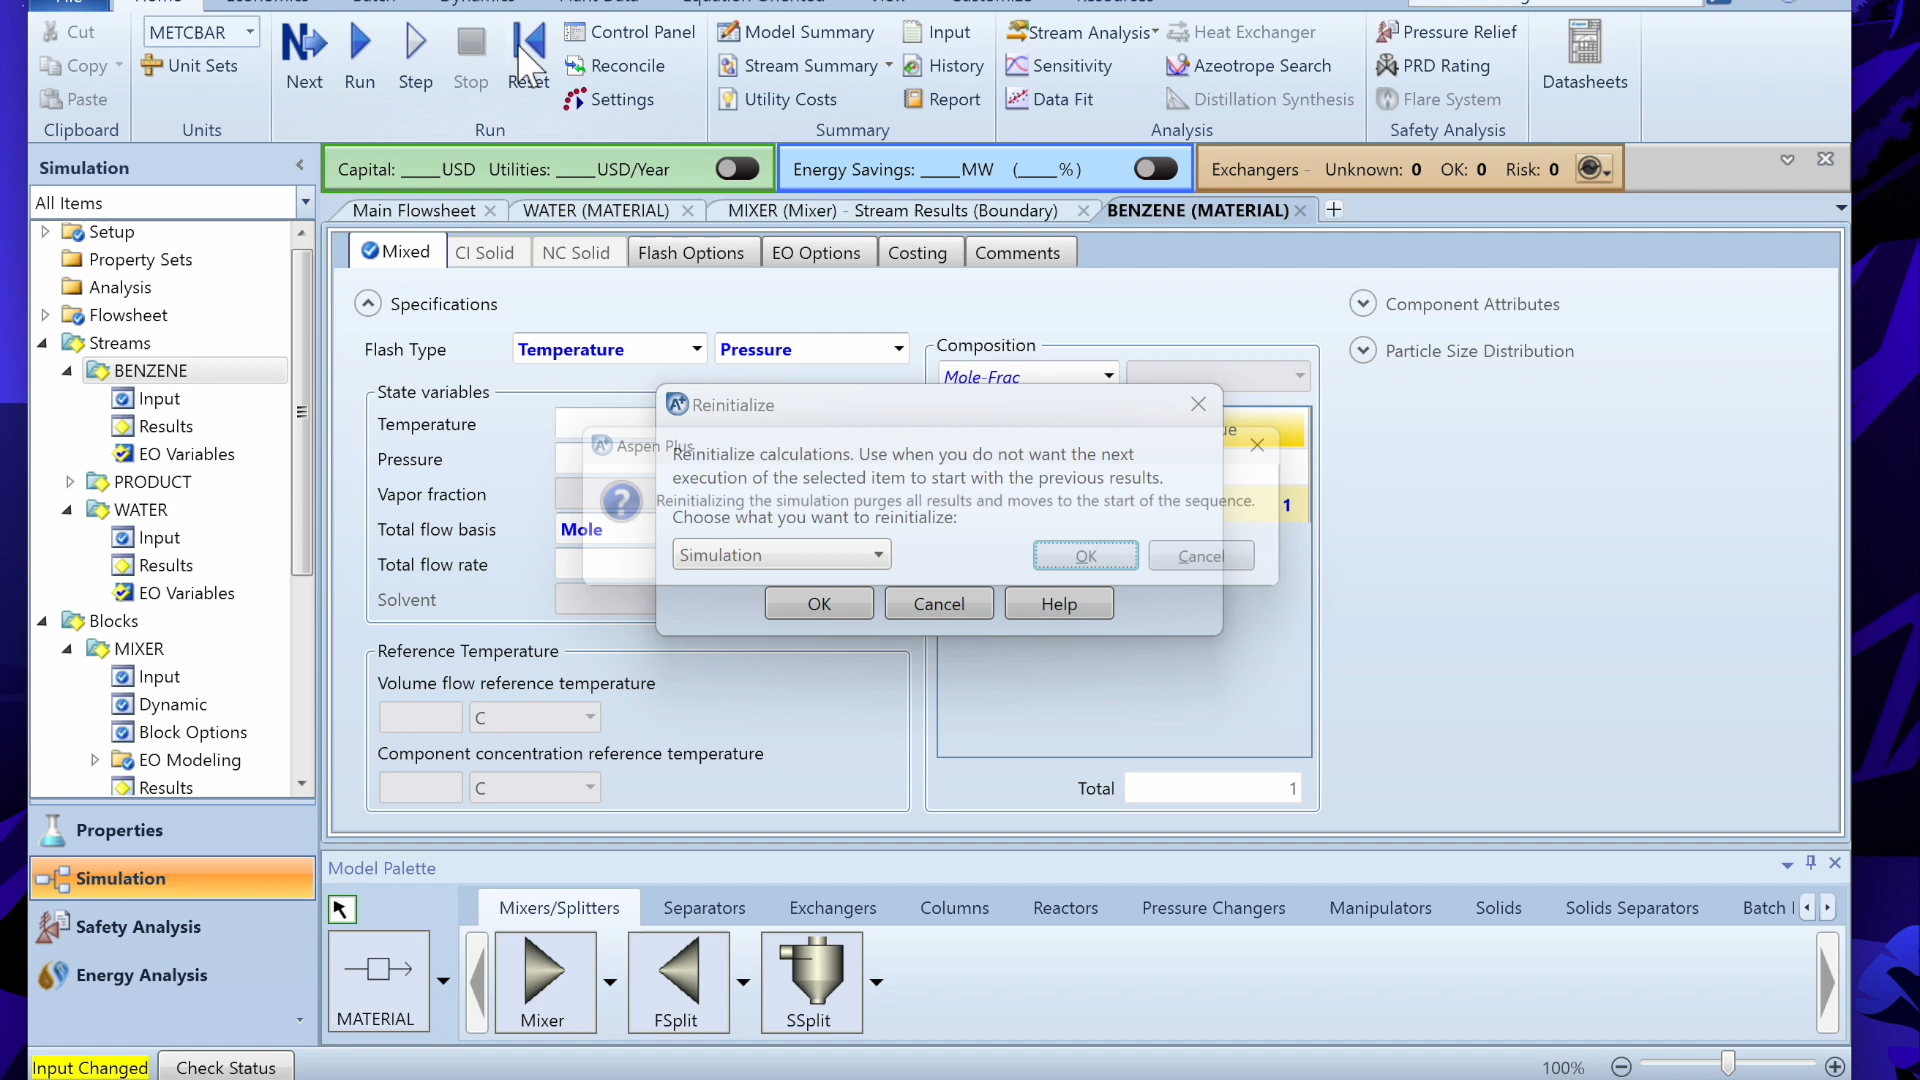 Cut
METCBAR
Copy
Unit Sets
Paste
Clipboard
Units
Next
Run
Step
Stop
Reset
Control Panel
Reconcile
Settings
Run
Model Summary
Input
Stream Summary
History
Utility Costs
Report
Summary
Stream Analysis
Heat Exchanger
Sensitivity
Azeotrope Search
Data Fit
Distillation Synthesis
Analysis
Pressure Relief
PRD Rating
Flare System
Safety Analysis
Datasheets
Simulation
All Items
Setup
Property Sets
Analysis
Flowsheet
Streams
BENZENE
Input
Results
EO Variables
PRODUCT
WATER
Input
Results
EO Variables
Blocks
MIXER
Input
Dynamic
Block Options
EO Modeling
Results
Properties
Simulation
Safety Analysis
Energy Analysis
Capital: ____USD Utilities: ____USD/Year
Energy Savings: ____MW (____%)
Exchangers - Unknown: 0 OK: 0 Risk: 0
Main Flowsheet
WATER (MATERIAL)
MIXER (Mixer) - Stream Results (Boundary)
BENZENE (MATERIAL)
Mixed
CI Solid
NC Solid
Flash Options
EO Options
Costing
Comments
Specifications
Component Attributes
Particle Size Distribution
Flash Type
Temperature
Pressure
State variables
Temperature
Pressure
Vapor fraction
Total flow basis
Mole
Total flow rate
Solvent
Reference Temperature
Volume flow reference temperature
C
Component concentration reference temperature
C
Composition
Mole-Frac
1
Total 1
Reinitialize
Reinitialize calculations. Use when you do not want the next
execution of the selected item to start with the previous results.
Choose what you want to reinitialize:
Simulation
OK
Cancel
Help
Aspen Plus
Reinitializing the simulation purges all results and moves to the start of the sequence.
OK
Cancel
Model Palette
Mixers/Splitters
Separators
Exchangers
Columns
Reactors
Pressure Changers
Manipulators
Solids
Solids Separators
Batch
MATERIAL
Mixer
FSplit
SSplit
Input Changed
Check Status
100%